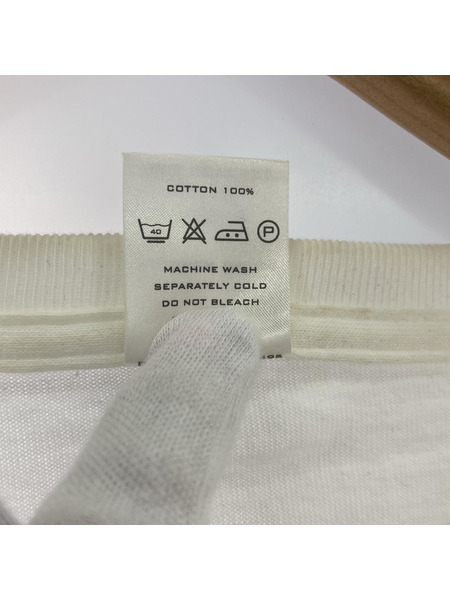 COTTON 100%
40 P
MACHINE WASH
SEPARATELY COLD
DO NOT BLEACH